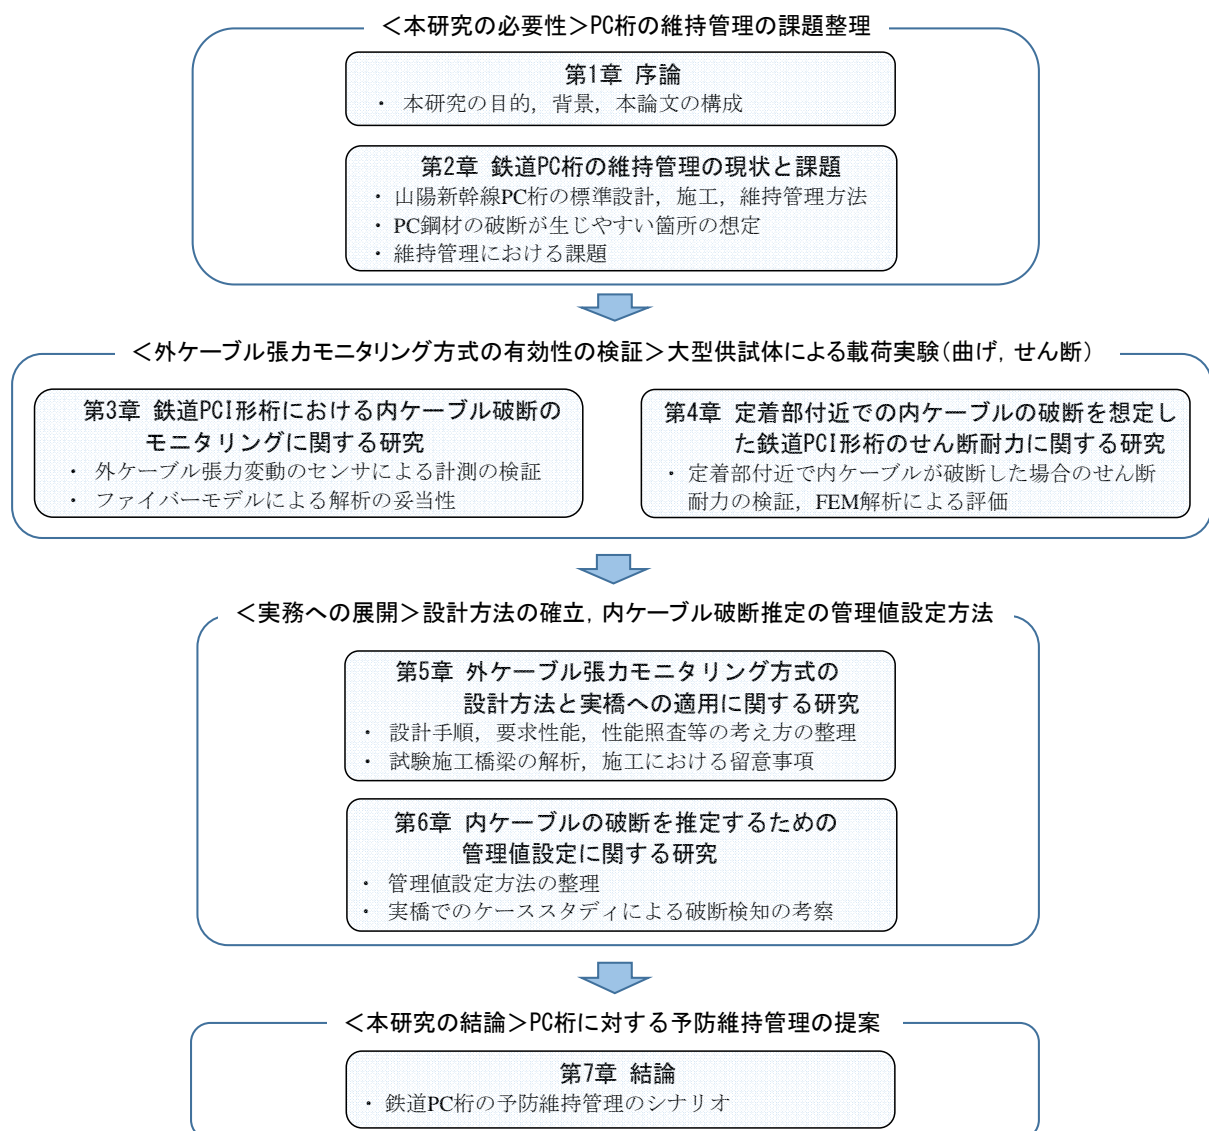 ＜本研究の必要性＞PC桁の維持管理の課題整理
第1章 序論
・ 本研究の目的，背景，本論文の構成
第2章 鉄道PC桁の維持管理の現状と課題
・ 山陽新幹線PC桁の標準設計，施工，維持管理方法
・ PC鋼材の破断が生じやすい箇所の想定
・ 維持管理における課題
＜外ケーブル張力モニタリング方式の有効性の検証＞大型供試体による載荷実験（曲げ，せん断）
第3章 鉄道PCI形桁における内ケーブル破断の
モニタリングに関する研究
・ 外ケーブル張力変動のセンサによる計測の検証
・ ファイバーモデルによる解析の妥当性
第4章 定着部付近での内ケーブルの破断を想定し
た鉄道PCI形桁のせん断耐力に関する研究
・ 定着部付近で内ケーブルが破断した場合のせん断
耐力の検証，FEM解析による評価
＜実務への展開＞設計方法の確立，内ケーブル破断推定の管理値設定方法
第5章 外ケーブル張力モニタリング方式の
設計方法と実橋への適用に関する研究
・ 設計手順，要求性能，性能照査等の考え方の整理
・ 試験施工橋梁の解析，施工における留意事項
第6章 内ケーブルの破断を推定するための
管理値設定に関する研究
・ 管理値設定方法の整理
・ 実橋でのケーススタディによる破断検知の考察
＜本研究の結論＞PC桁に対する予防維持管理の提案
第7章 結論
・ 鉄道PC桁の予防維持管理のシナリオ